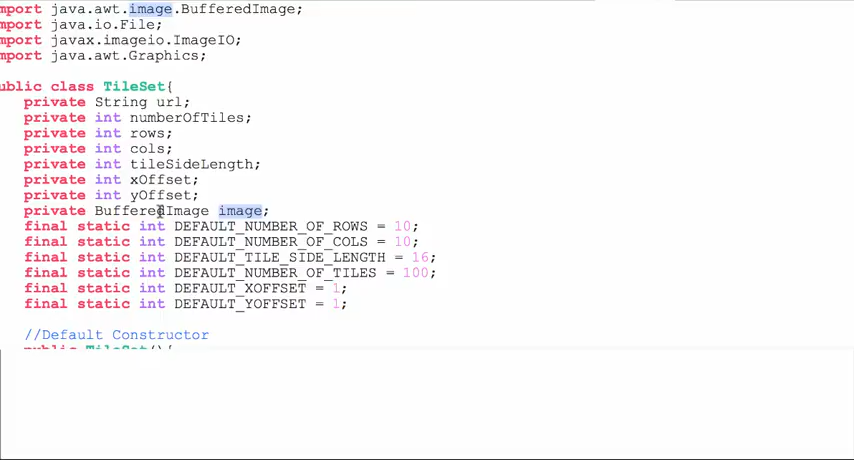 mport java.awt.image.BufferedImage;
mport java.io.File;
mport javax.imageio.ImageIO;
mport java.awt.Graphics;
ublic class TileSet{
private String url;
private int numberOfTiles;
private int rows;
private int cols;
private int tileSideLength;
private int xOffset;
private int yOffset;
private BufferedImage image;
final static int DEFAULT_NUMBER_OF_ROWS = 10;
final static int DEFAULT_NUMBER_OF_COLS = 10;
final static int DEFAULT_TILE_SIDE_LENGTH = 16;
final static int DEFAULT_NUMBER_OF_TILES = 100;
final static int DEFAULT_XOFFSET = 1;
final static int DEFAULT_YOFFSET = 1;
//Default Constructor
public TileSet(){